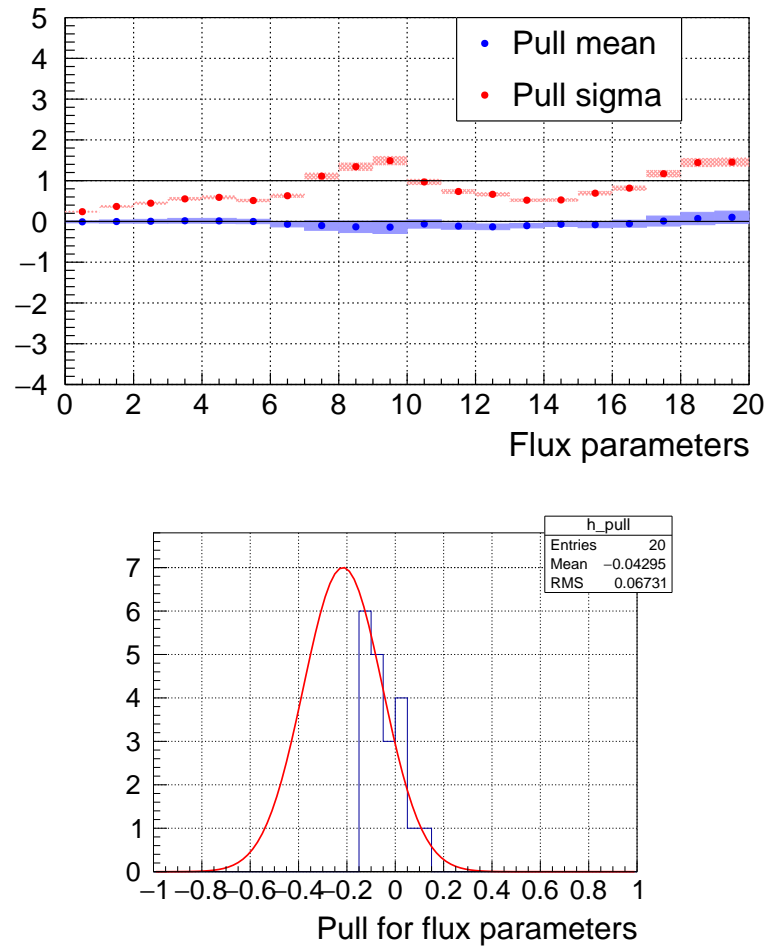 5
4
3
2
1
0
−1
−2
−3
−4
Pull mean
Pull sigma
0 2 4 6 8 10 12 14 16 18 20
Flux parameters
h_pull
Entries 20
Mean −0.04295
RMS 0.06731
7
6
5
4
3
2
1
0
−1 −0.8 −0.6 −0.4 −0.2 0 0.2 0.4 0.6 0.8 1
Pull for flux parameters